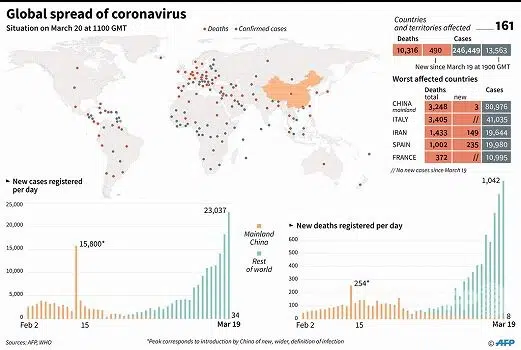 Global spread of coronavirus
Situation on March 20 at 1100 GMT
Deaths Confirmed cases
Countries
and territories affected 161
Deaths Cases
10,316 490 246,449 13,563
New since March 19 at 1900 GMT
Worst affected countries
Deaths Cases
total new
CHINA mainland 3,248 3 80,976
ITALY 3,405 // 41,035
IRAN 1,433 149 19,644
SPAIN 1,002 235 19,980
FRANCE 372 // 10,995
// No new cases since March 19
New cases registered
per day
25,000
20,000
15,000
10,000
5,000
0
15,800*
23,037
34
Feb 2 15 Mar 19
Mainland
China
Rest
of world
New deaths registered per day
1,042
600
500
400
300
200
100
0
254*
8
Feb 2 15 Mar 19
Sources: AFP, WHO
*Peak corresponds to introduction by China of new, wider, definition of infection
© AFP